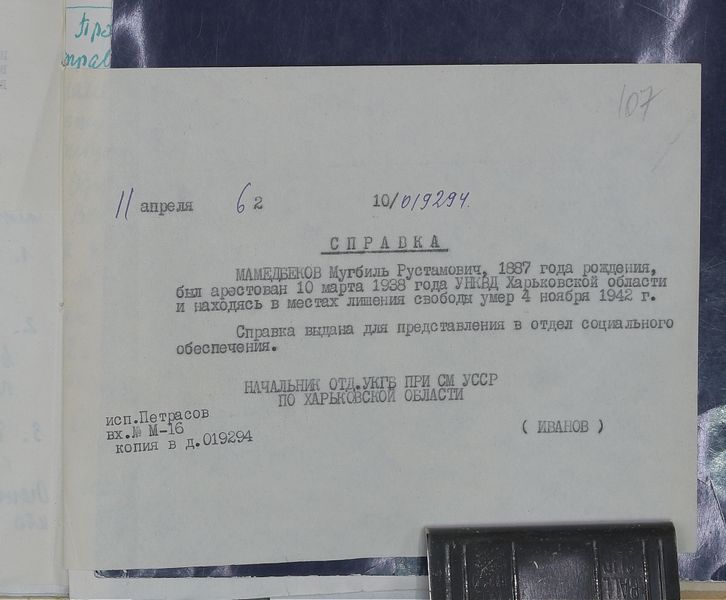 107
11 апреля 62 10/019294
СПРАВКА
МАМЕДБЕКОВ Мугбиль Рустамович, 1887 года рождения,
был арестован 10 марта 1938 года УНКВД Харьковской области
и находясь в местах лишения свободы умер 4 ноября 1942 г.
Справка выдана для представления в отдел социального
обеспечения.
НАЧАЛЬНИК ОТД.УКГБ ПРИ СМ УССР
ПО ХАРЬКОВСКОЙ ОБЛАСТИ
( ИВАНОВ )
исп.Петрасов
вх.№ М-16
копия в д.019294